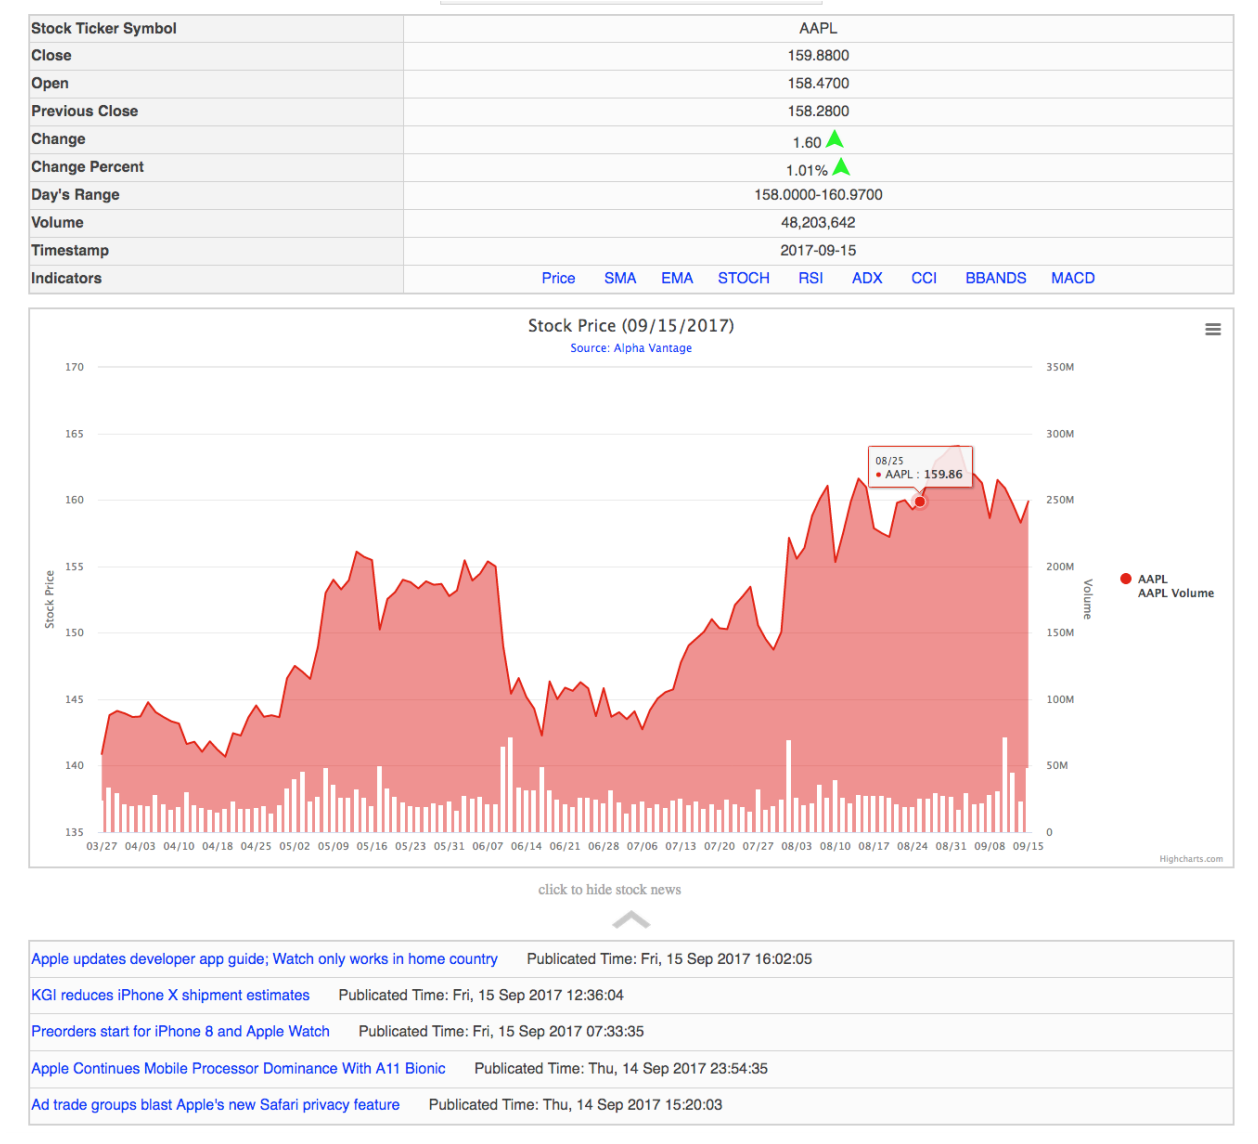 Stock Ticker Symbol AAPL
Close 159.8800
Open 158.4700
Previous Close 158.2800
Change 1.60
Change Percent 1.01%
Day's Range 158.0000-160.9700
Volume 48,203,642
Timestamp 2017-09-15
Indicators Price SMA EMA STOCH RSI ADX CCI BBANDS MACD
Stock Price (09/15/2017)
Source: Alpha Vantage
170 350M
165 300M
08/25
AAPL : 159.86
160 250M
155 200M
Stock Price
Volume
AAPL
AAPL Volume
150 150M
145 100M
140 50M
135 0
03/27 04/03 04/10 04/18 04/25 05/02 05/09 05/16 05/23 05/31 06/07 06/14 06/21 06/28 07/06 07/13 07/20 07/27 08/03 08/10 08/17 08/24 08/31 09/08 09/15
Highcharts.com
click to hide stock news
Apple updates developer app guide; Watch only works in home country Publicated Time: Fri, 15 Sep 2017 16:02:05
KGI reduces iPhone X shipment estimates Publicated Time: Fri, 15 Sep 2017 12:36:04
Preorders start for iPhone 8 and Apple Watch Publicated Time: Fri, 15 Sep 2017 07:33:35
Apple Continues Mobile Processor Dominance With A11 Bionic Publicated Time: Thu, 14 Sep 2017 23:54:35
Ad trade groups blast Apple's new Safari privacy feature Publicated Time: Thu, 14 Sep 2017 15:20:03